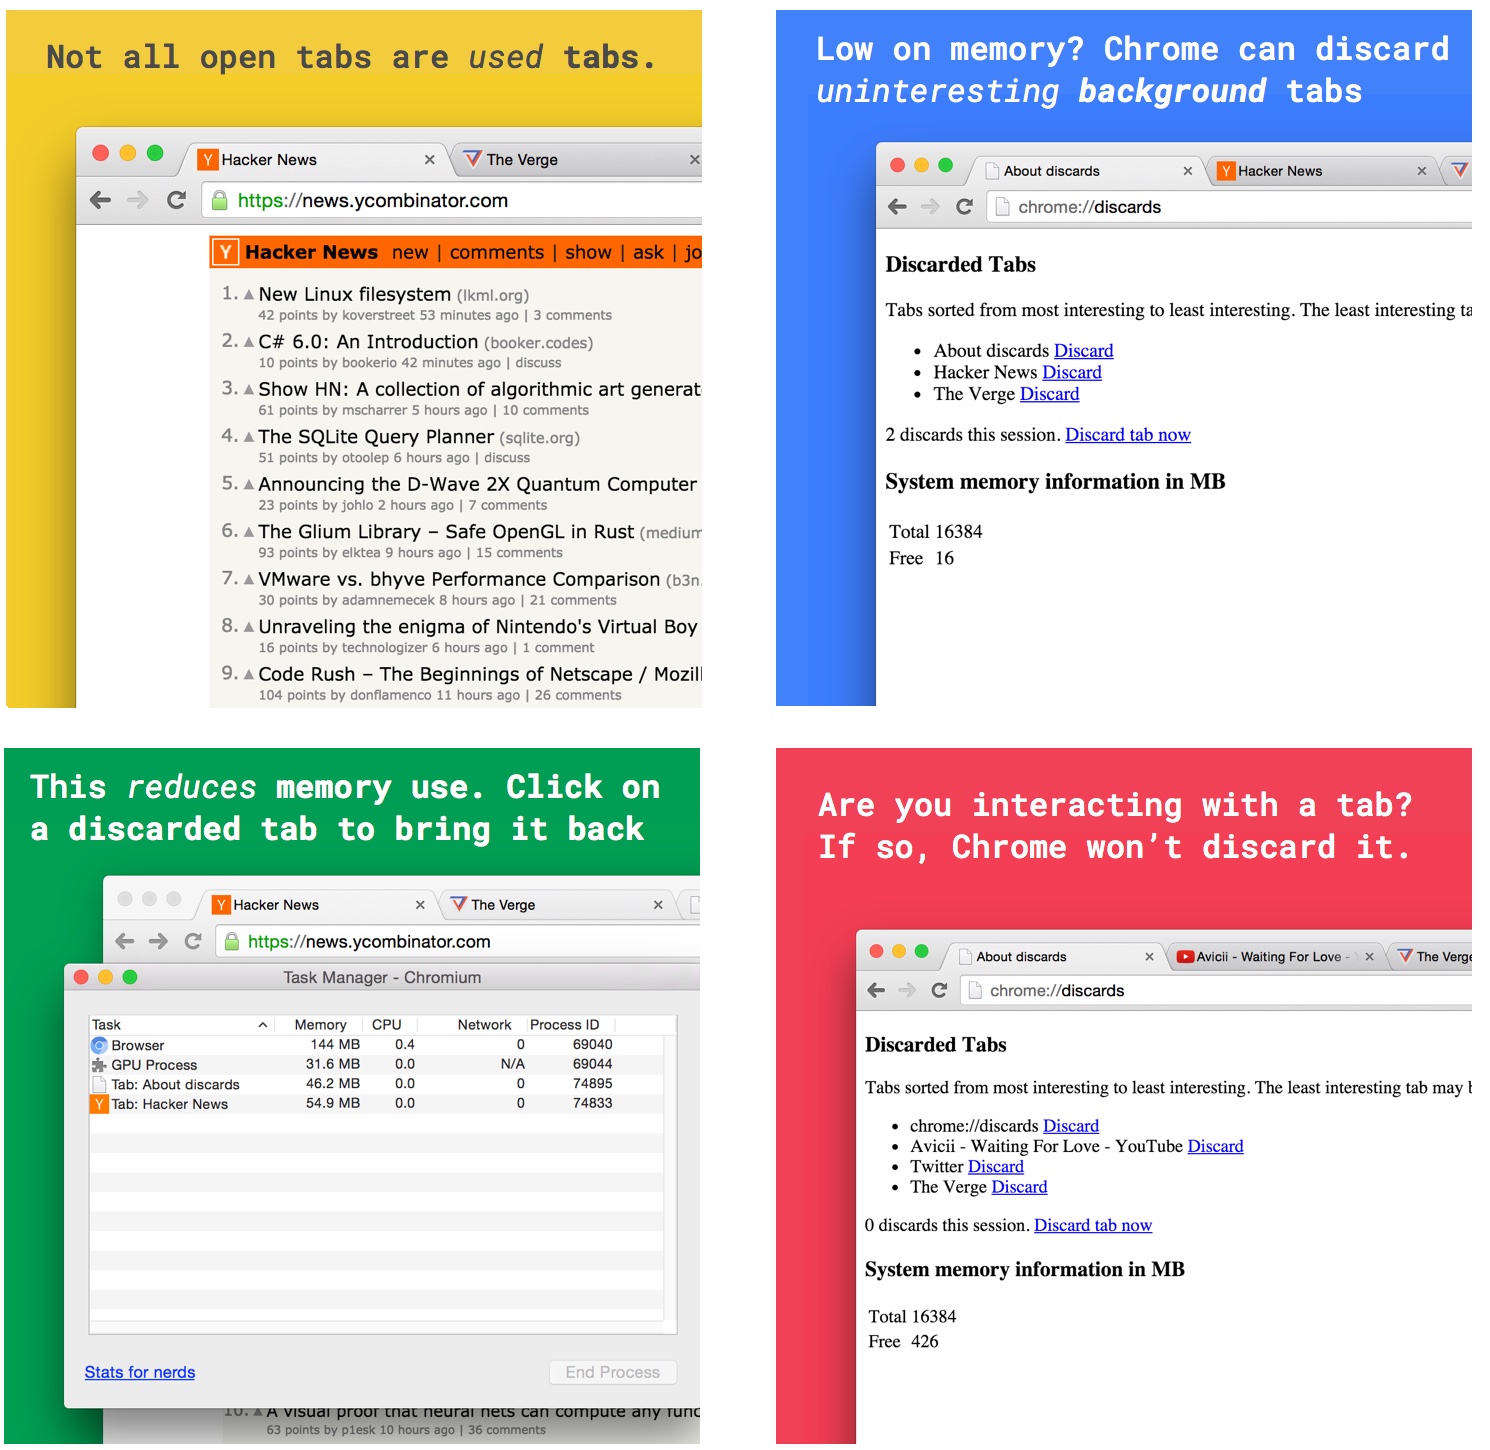 Not all open tabs are used tabs.
Hacker News
The Verge
https://news.ycombinator.com
Y Hacker News new | comments | show | ask | jo
1. New Linux filesystem (lkml.org)
42 points by koverstreet 53 minutes ago | 3 comments
2. C# 6.0: An Introduction (booker.codes)
10 points by bookerio 42 minutes ago | discuss
3. Show HN: A collection of algorithmic art generat
61 points by mscharrer 5 hours ago | 10 comments
4. The SQLite Query Planner (sqlite.org)
51 points by otoolep 6 hours ago | discuss
5. Announcing the D-Wave 2X Quantum Computer
23 points by johlo 2 hours ago | 7 comments
6. The Glium Library – Safe OpenGL in Rust (medium
93 points by elktea 9 hours ago | 15 comments
7. VMware vs. bhyve Performance Comparison (b3n.
30 points by adamnemecek 8 hours ago | 21 comments
8. Unraveling the enigma of Nintendo's Virtual Boy
16 points by technologizer 6 hours ago | 1 comment
9. Code Rush – The Beginnings of Netscape / Mozill
104 points by donflamenco 11 hours ago | 26 comments
Low on memory? Chrome can discard
uninteresting background tabs
About discards
Hacker News
chrome://discards
Discarded Tabs
Tabs sorted from most interesting to least interesting. The least interesting ta
• About discards Discard
• Hacker News Discard
• The Verge Discard
2 discards this session. Discard tab now
System memory information in MB
Total 16384
Free 16
This reduces memory use. Click on
a discarded tab to bring it back
Hacker News
The Verge
https://news.ycombinator.com
Task Manager - Chromium
Task Memory CPU Network Process ID
Browser 144 MB 0.4 0 69040
GPU Process 31.6 MB 0.0 N/A 69044
Tab: About discards 46.2 MB 0.0 0 74895
Tab: Hacker News 54.9 MB 0.0 0 74833
Stats for nerds
End Process
10. A visual proof that neural nets can compute any func
63 points by p1esk 10 hours ago | 36 comments
Are you interacting with a tab?
If so, Chrome won’t discard it.
About discards
Avicii - Waiting For Love -
The Verge
chrome://discards
Discarded Tabs
Tabs sorted from most interesting to least interesting. The least interesting tab may b
• chrome://discards Discard
• Avicii - Waiting For Love - YouTube Discard
• Twitter Discard
• The Verge Discard
0 discards this session. Discard tab now
System memory information in MB
Total 16384
Free 426